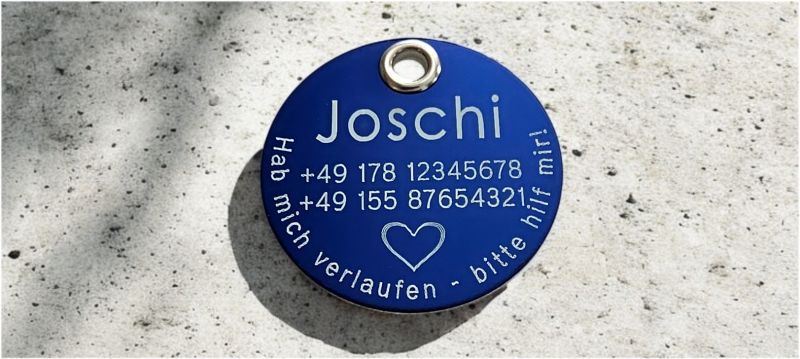 Joschi
+49 178 12345678
+49 155 87654321
Hab mich verlaufen - bitte hilf mir!